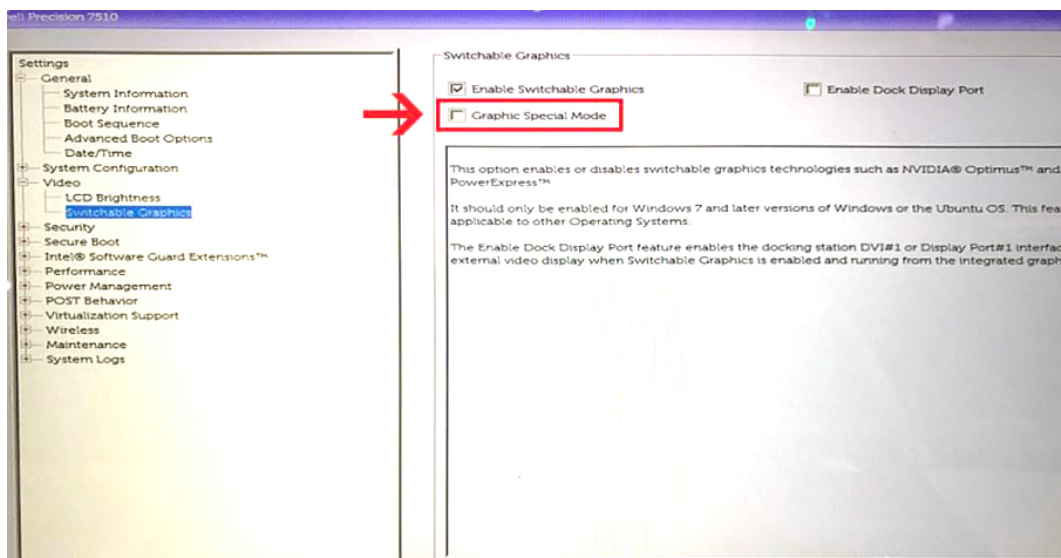 ell Precision 7510
Settings
General
System Information
Battery Information
Boot Sequence
Advanced Boot Options
Date/Time
System Configuration
Video
LCD Brightness
Switchable Graphics
Security
Secure Boot
Intel® Software Guard Extensions™
Performance
Power Management
POST Behavior
Virtualization Support
Wireless
Maintenance
System Logs
Switchable Graphics
Enable Switchable Graphics
Enable Dock Display Port
Graphic Special Mode
This option enables or disables switchable graphics technologies such as NVIDIA® Optimus™ and
PowerExpress™
It should only be enabled for Windows 7 and later versions of Windows or the Ubuntu OS. This fea
applicable to other Operating Systems.
The Enable Dock Display Port feature enables the docking station DVI#1 or Display Port#1 interfac
external video display when Switchable Graphics is enabled and running from the integrated graph